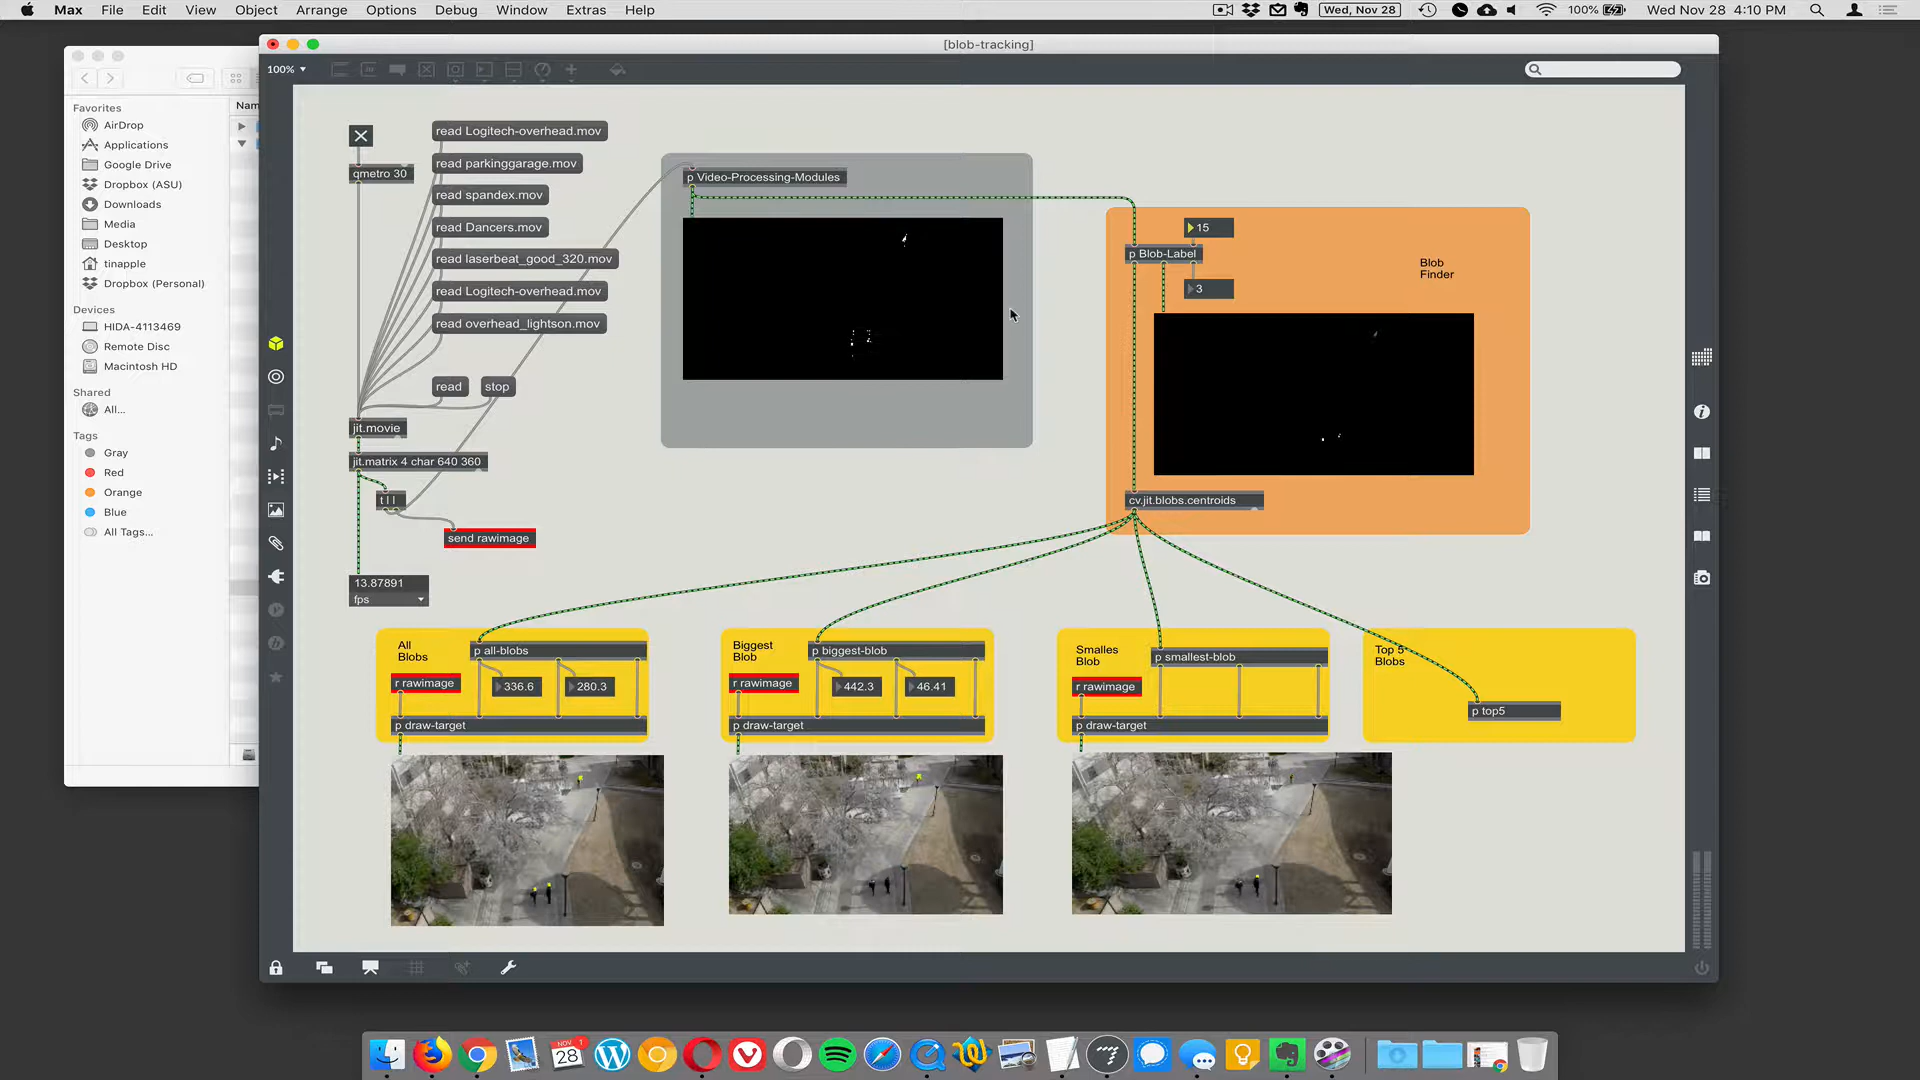 Max File Edit View Object Arrange Options Debug Window Extras Help
Wed, Nov 28
100%
Wed Nov 28 4:10 PM
[blob-tracking]
100%
Nam
Favorites
AirDrop
Applications
Google Drive
Dropbox (ASU)
Downloads
Media
Desktop
tinapple
Dropbox (Personal)
Devices
HIDA-4113469
Remote Disc
Macintosh HD
Shared
All...
Tags
Gray
Red
Orange
Blue
All Tags...
qmetro 30
read Logitech-overhead.mov
read parkinggarage.mov
read spandex.mov
read Dancers.mov
read laserbeat_good_320.mov
read Logitech-overhead.mov
read overhead_lightson.mov
read
stop
jit.movie
jit.matrix 4 char 640 360
t l l
send rawimage
13.87891
fps
p Video-Processing-Modules
15
p Blob-Label
3
Blob
Finder
cv.jit.blobs.centroids
All
Blobs
p all-blobs
r rawimage
336.6
280.3
p draw-target
Biggest
Blob
p biggest-blob
r rawimage
442.3
46.41
p draw-target
Smalles
Blob
p smallest-blob
r rawimage
p draw-target
Top 5
Blobs
p top5
NOV
28